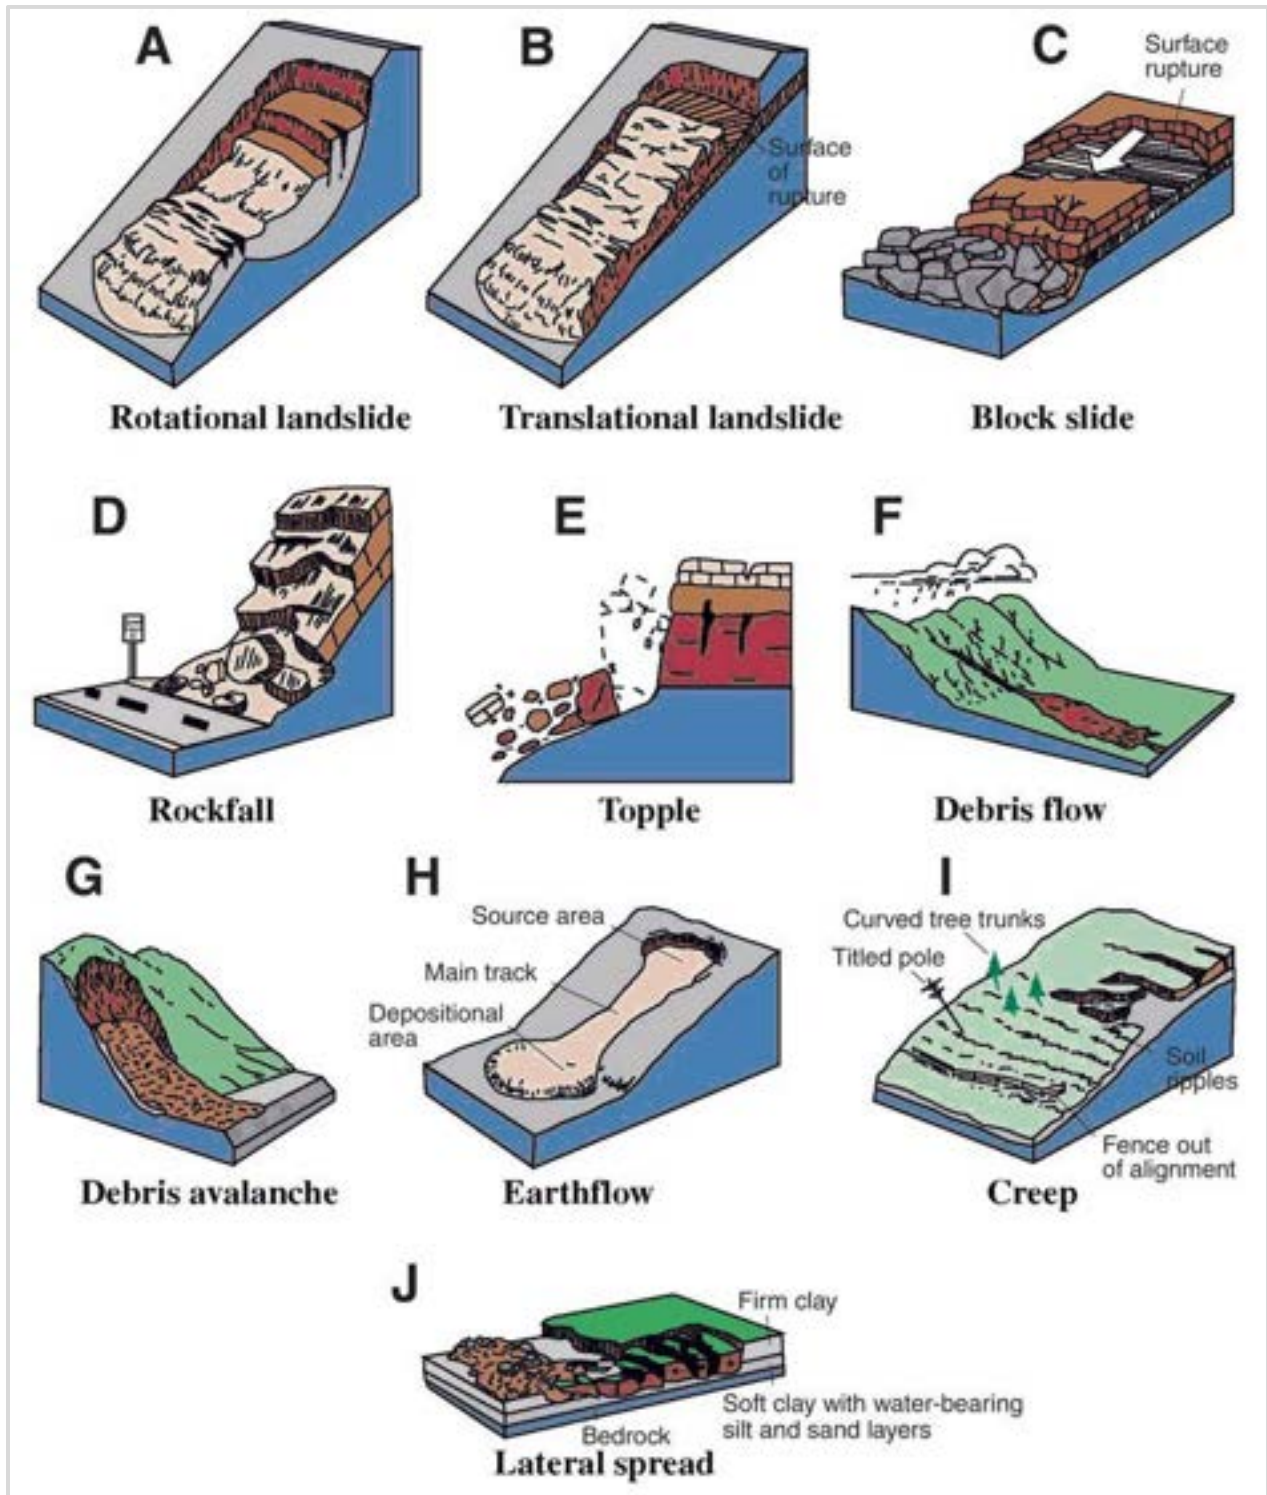 A
B
C
Surface
rupture
Surface
of
rupture
Rotational landslide
Translational landslide
Block slide
D
E
F
Rockfall
Topple
Debris flow
G
H
I
Source area
Main track
Depositional
area
Curved tree trunks
Titled pole
Soil
ripples
Fence out
of alignment
Debris avalanche
Earthflow
Creep
J
Firm clay
Soft clay with water-bearing
silt and sand layers
Bedrock
Lateral spread